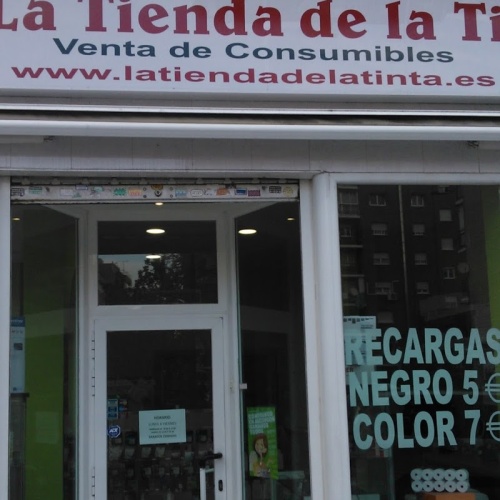 La Tienda de la Ti
Venta de Consumibles
www.latiendadelatinta.es
RECARGAS
NEGRO 5 €
COLOR 7 €